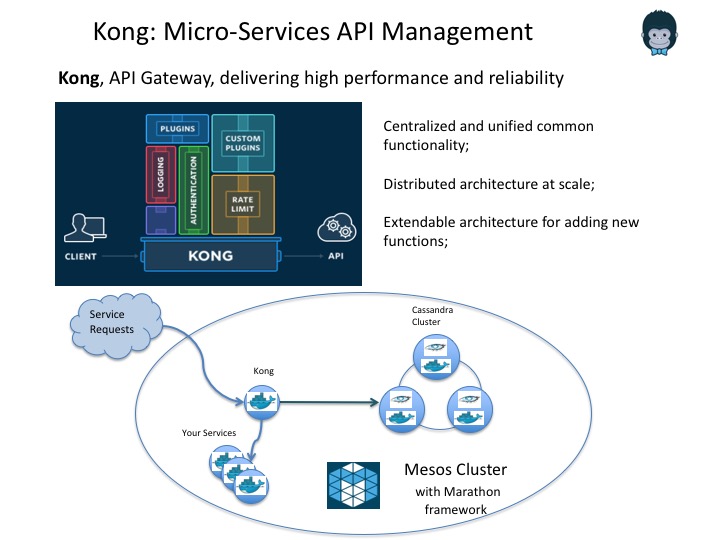 Kong: Micro-Services API Management
Kong, API Gateway, delivering high performance and reliability
PLUGINS
CUSTOM
PLUGINS
LOGGING
AUTHENTICATION
RATE
LIMIT
CLIENT
KONG
API
Centralized and unified common
functionality;
Distributed architecture at scale;
Extendable architecture for adding new
functions;
Service
Requests
Cassandra
Cluster
Kong
Your Services
Mesos Cluster
with Marathon
framework